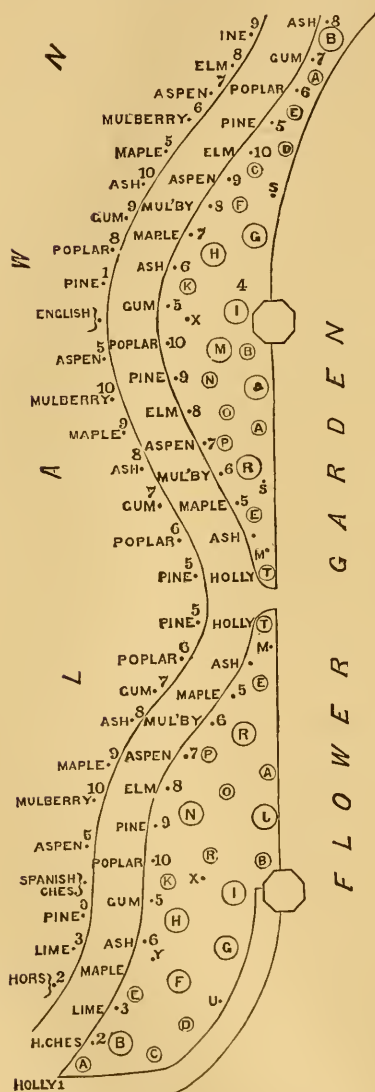 INE 9 ASH 8
B
ELM 8 GUM 7
A
N ASPEN 7 POPLAR 6
E
MULBERRY 6 PINE 5
D
MAPLE 5 ELM 10
C
ASH 10 ASPEN 9 S
GUM 9 MUL'BY 8 F
POPLAR 8 MAPLE 7 G
H
W PINE 1 ASH 6
K 4
ENGLISH } GUM 5 X I
ASPEN 5 POPLAR 10 M B
PINE 9 N
MULBERRY 10 ELM 8 O
MAPLE 9 ASPEN 7 P A
A ASH 8 MUL'BY 6 R
S
GUM 7 MAPLE 5 E
POPLAR 6 ASH M
PINE 5 HOLLY T
PINE 5 HOLLY T
M
POPLAR 6 ASH
L GUM 7 MAPLE 5 E
ASH 8 MUL'BY 6 R
MAPLE 9 ASPEN 7 P A
MULBERRY 10 ELM 8 O
PINE 9 N L
ASPEN 5 POPLAR 10 R B
SPANISH CHES } K X I
PINE GUM 5
H
LIME 3 ASH 6 G
Y
HORS } 2 MAPLE F
E U
LIME 3
D
H.CHES 2 B
C
A
HOLLY 1
FLOWER GARDEN